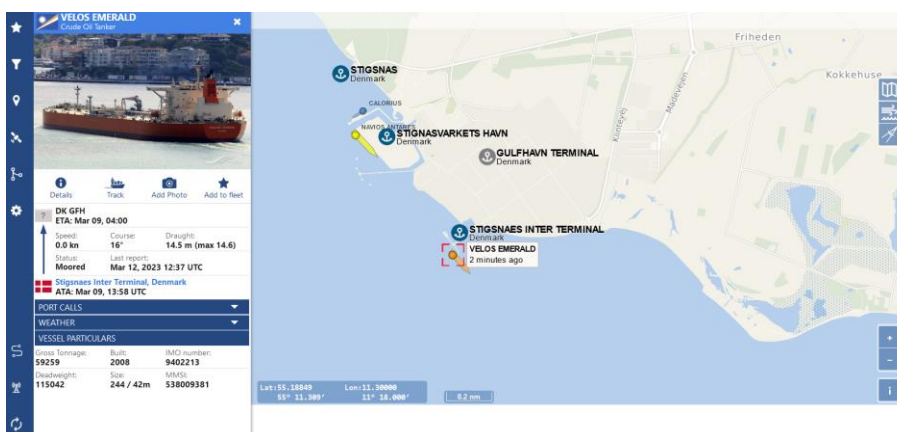 VELOS EMERALD
Crude Oil Tanker
Details
Track
Add Photo
Add to fleet
?
DK GFH
ETA: Mar 09, 04:00
Speed: Course: Draught:
0.0 kn 16° 14.5 m (max 14.6)
Status: Last report:
Moored Mar 12, 2023 12:37 UTC
Stigsnaes Inter Terminal, Denmark
ATA: Mar 09, 13:58 UTC
PORT CALLS
WEATHER
VESSEL PARTICULARS
Gross Tonnage: Built: IMO number:
59259 2008 9402213
Deadweight: Size: MMSI:
115042 244 / 42m 538009381
Friheden
Kokkehuse
STIGSNAS
Denmark
CALORIUS
NAVIOS ANTARES
STIGNASVARKETS HAVN
Denmark
GULFHAVN TERMINAL
Denmark
Madevejen
STIGSNAES INTER TERMINAL
Denmark
VELOS EMERALD
2 minutes ago
Lat:55.18849 Lon:11.30000
55° 11.309' 11° 18.000'
0.2 nm
+
−
i